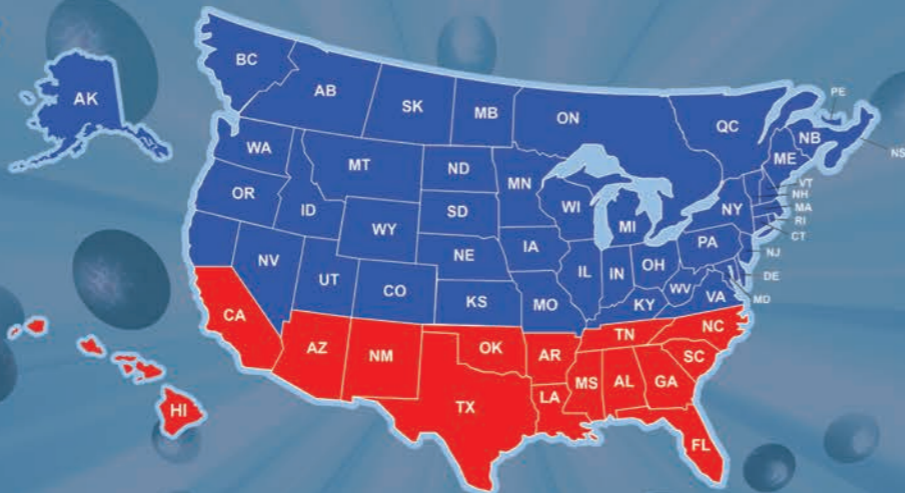 BC
AB
SK
MB
ON
QC
PE
NB
NS
AK
WA
MT
ND
MN
ME
OR
ID
SD
WI
MI
NY
VT
NH
MA
RI
CT
WY
NE
IA
PA
NJ
NV
UT
CO
KS
MO
IL
IN
OH
WV
VA
KY
DE
MD
CA
AZ
NM
OK
AR
TN
NC
SC
HI
TX
LA
MS
AL
GA
FL